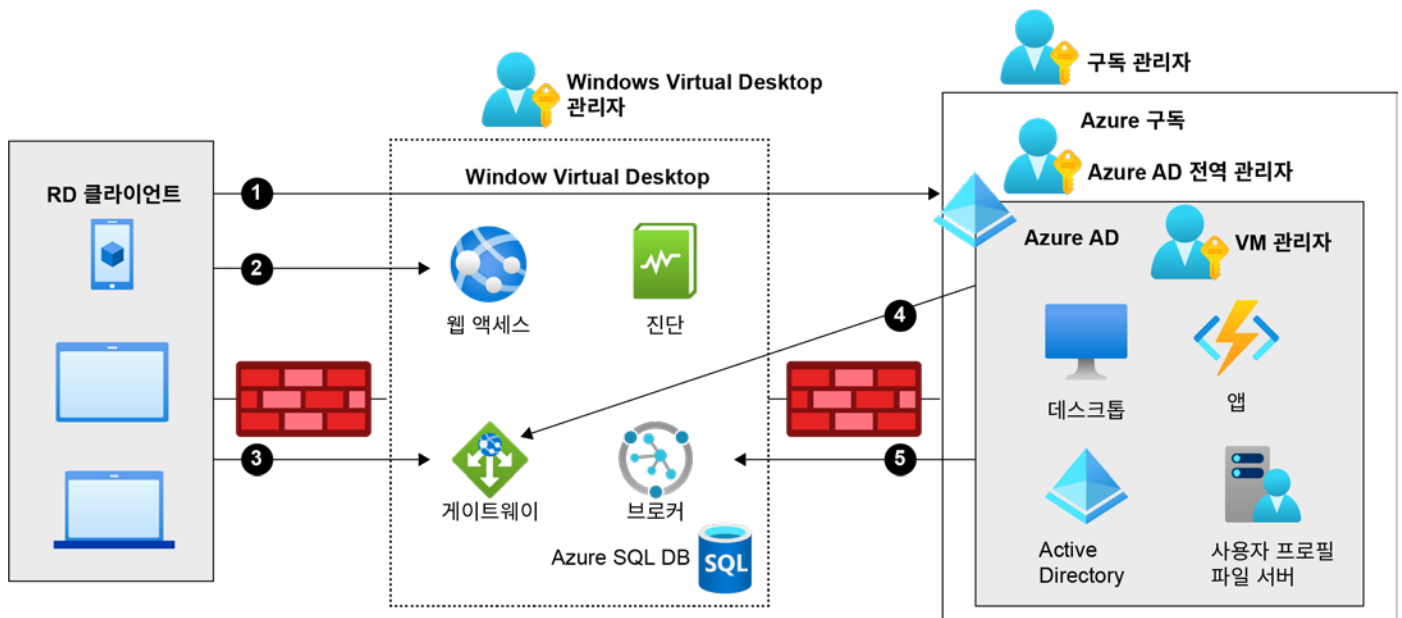 구독 관리자
Windows Virtual Desktop
관리자
Azure 구독
RD 클라이언트
1
Window Virtual Desktop
Azure AD 전역 관리자
Azure AD
VM 관리자
2
웹 액세스
진단
4
데스크톱
앱
3
게이트웨이
브로커
5
Azure SQL DB
SQL
Active
Directory
사용자 프로필
파일 서버